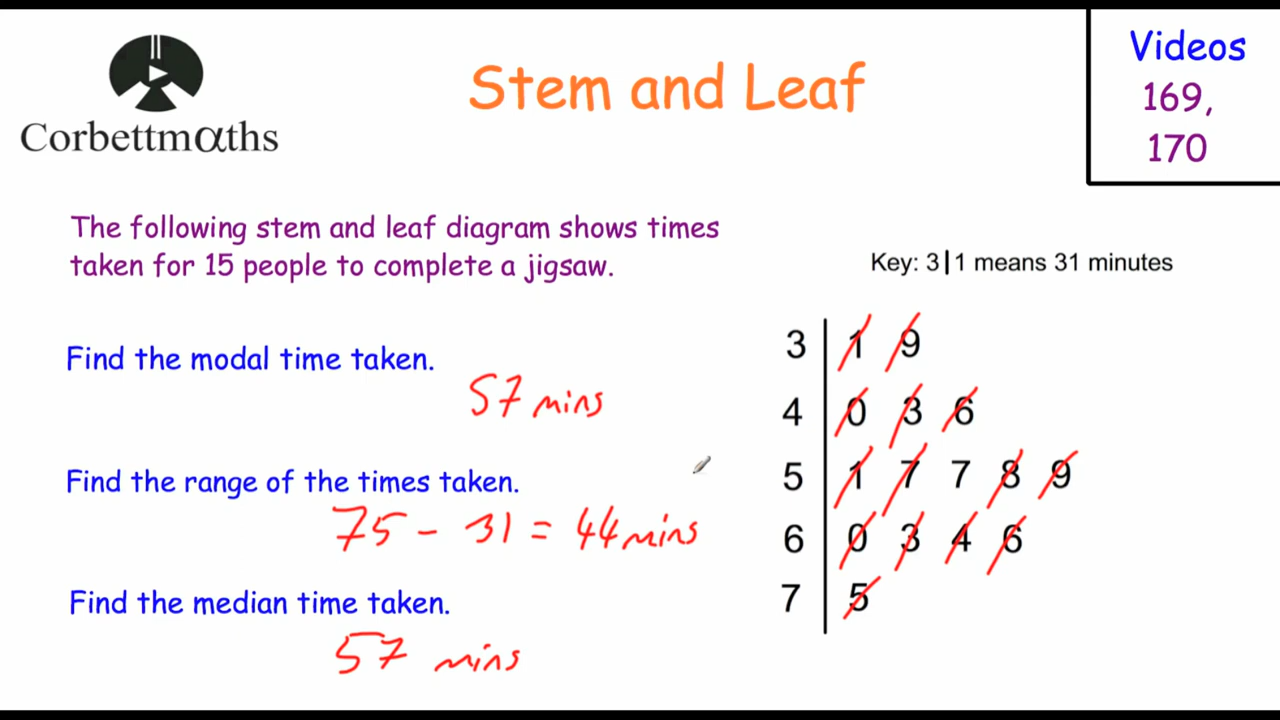 Corbettmαths
Stem and Leaf
Videos
169,
170
The following stem and leaf diagram shows times
taken for 15 people to complete a jigsaw.
Find the modal time taken.
57 mins
Find the range of the times taken.
75 - 31 = 44 mins
Find the median time taken.
57 mins
Key: 3|1 means 31 minutes
3 | 1 9
4 | 0 3 6
5 | 1 7 7 8 9
6 | 0 3 4 6
7 | 5